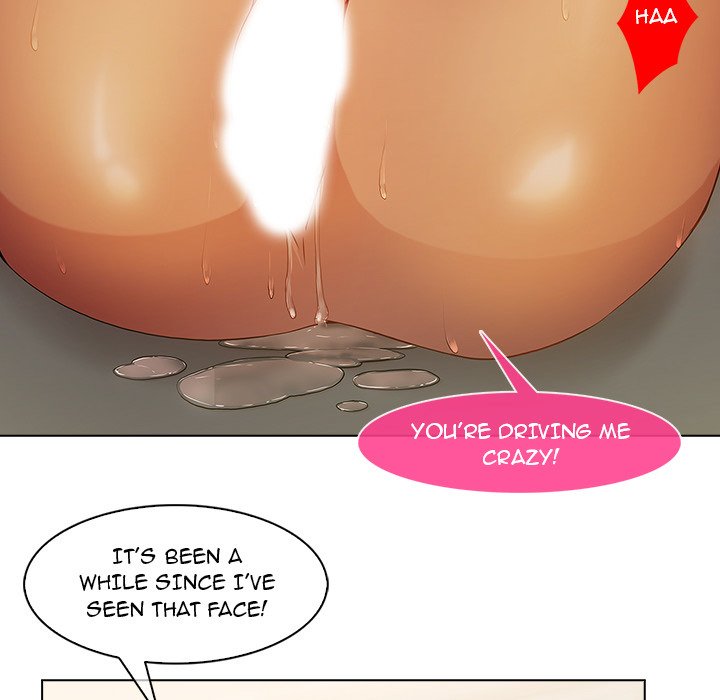 HAA
YOU'RE DRIVING ME
CRAZY!
IT'S BEEN A
WHILE SINCE I'VE
SEEN THAT FACE!